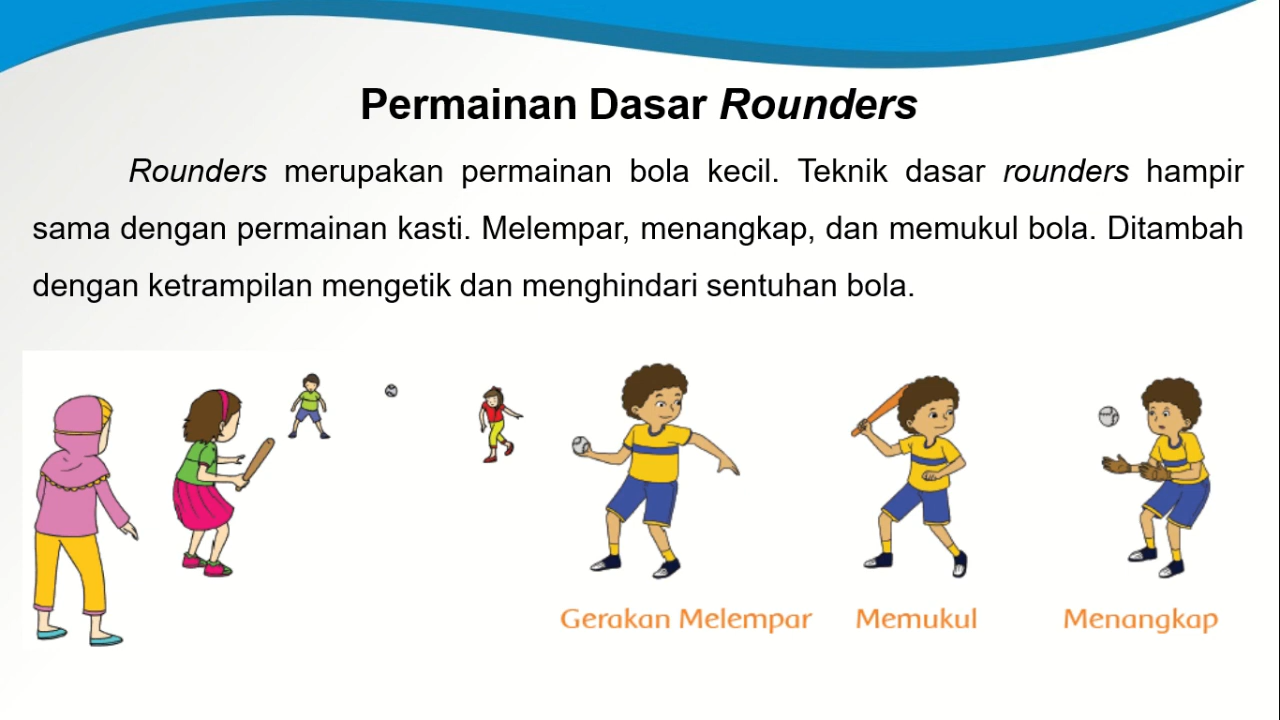 Permainan Dasar Rounders
Rounders merupakan permainan bola kecil. Teknik dasar rounders hampir
sama dengan permainan kasti. Melempar, menangkap, dan memukul bola. Ditambah
dengan ketrampilan mengetik dan menghindari sentuhan bola.
Gerakan Melempar
Memukul
Menangkap